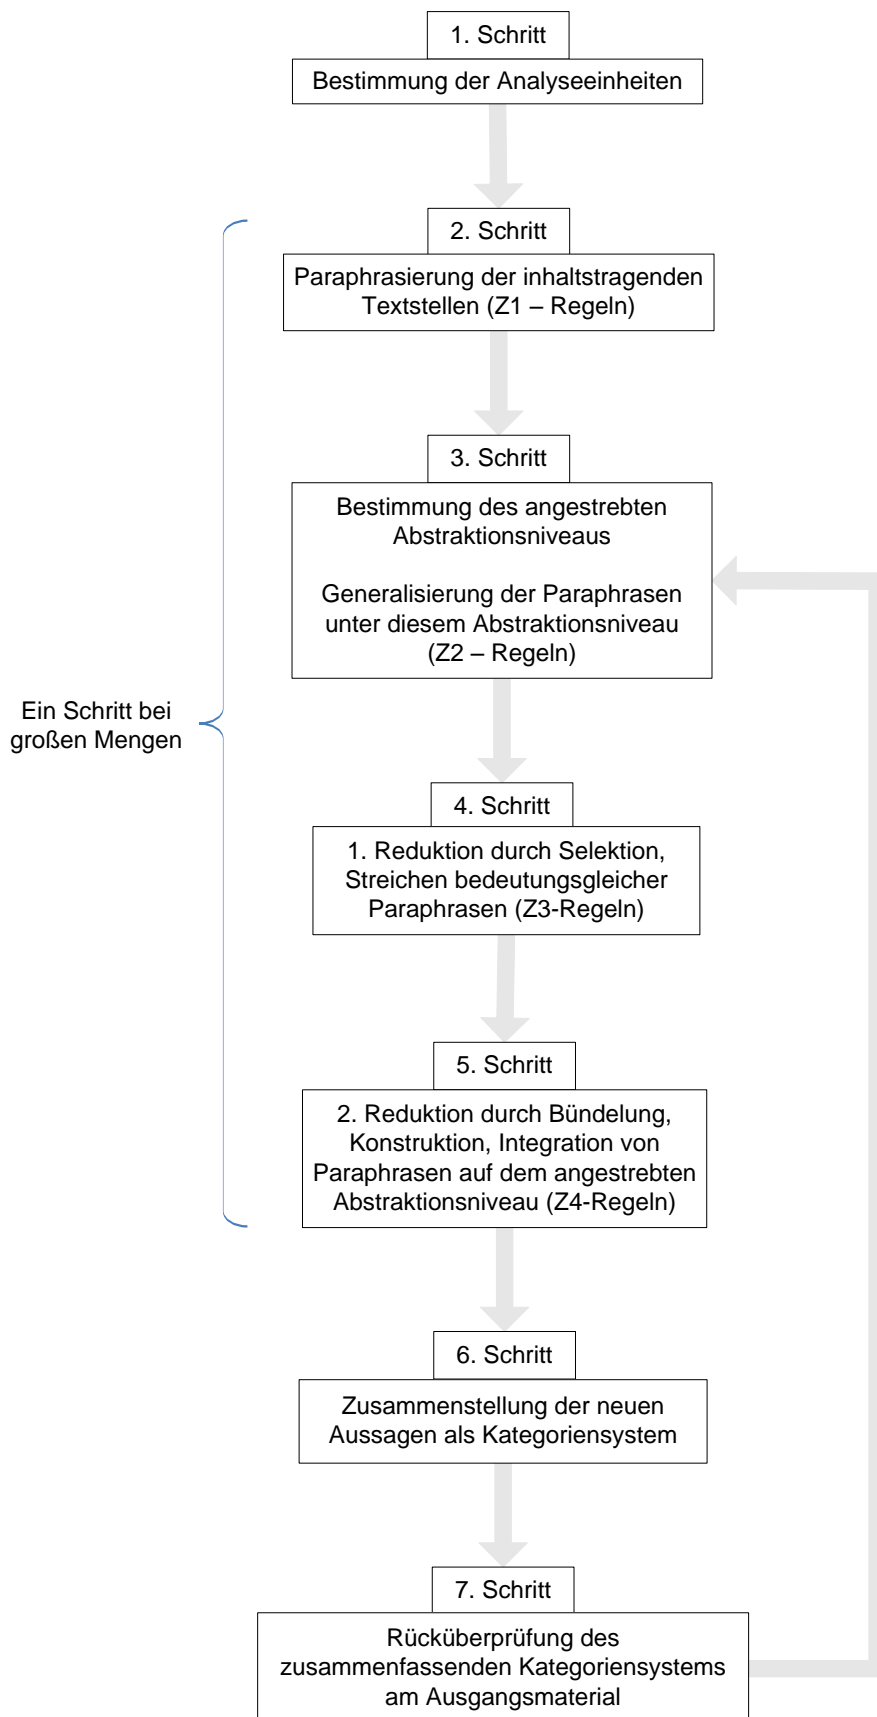 1. Schritt
Bestimmung der Analyseeinheiten
2. Schritt
Paraphrasierung der inhaltstragenden
Textstellen (Z1 – Regeln)
3. Schritt
Bestimmung des angestrebten
Abstraktionsniveaus
Generalisierung der Paraphrasen
unter diesem Abstraktionsniveau
(Z2 – Regeln)
Ein Schritt bei
großen Mengen
4. Schritt
1. Reduktion durch Selektion,
Streichen bedeutungsgleicher
Paraphrasen (Z3-Regeln)
5. Schritt
2. Reduktion durch Bündelung,
Konstruktion, Integration von
Paraphrasen auf dem angestrebten
Abstraktionsniveau (Z4-Regeln)
6. Schritt
Zusammenstellung der neuen
Aussagen als Kategoriensystem
7. Schritt
Rücküberprüfung des
zusammenfassenden Kategoriensystems
am Ausgangsmaterial